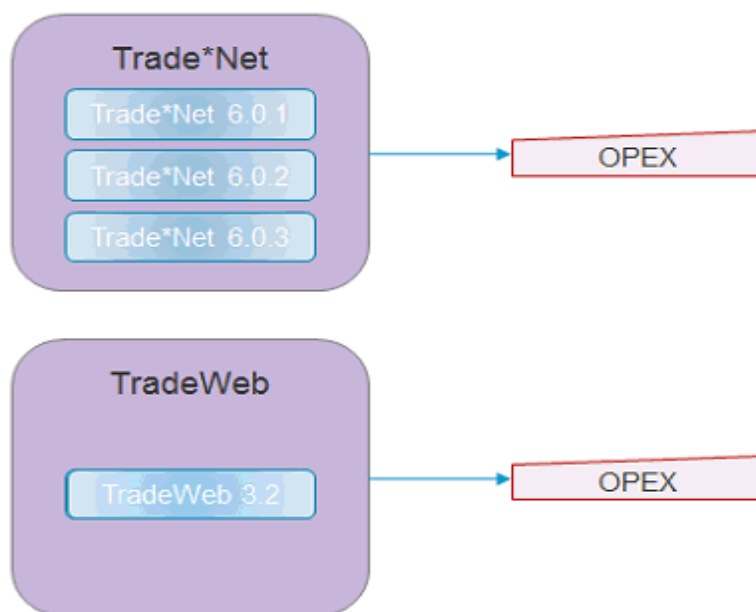 Trade*Net
Trade*Net 6.0.1
Trade*Net 6.0.2
OPEX
Trade*Net 6.0.3
TradeWeb
TradeWeb 3.2
OPEX